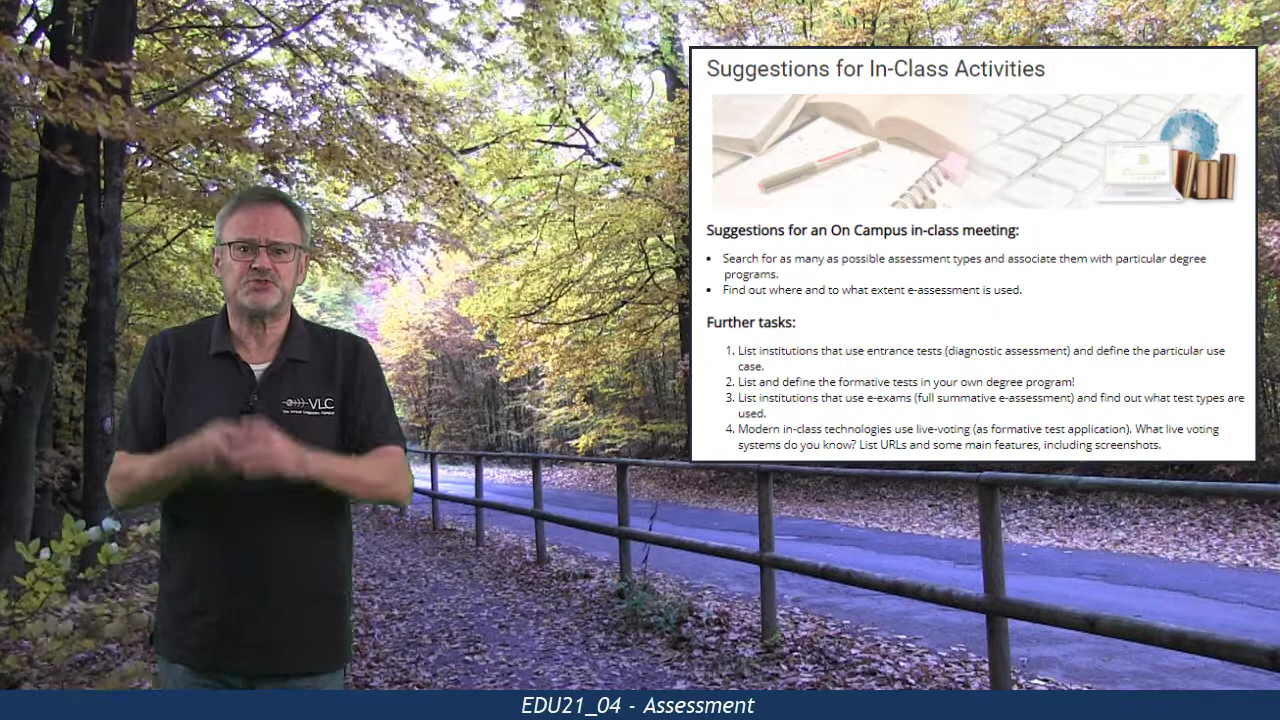 Suggestions for In-Class Activities
Suggestions for an On Campus in-class meeting:
• Search for as many as possible assessment types and associate them with particular degree
programs.
• Find out where and to what extent e-assessment is used.
Further tasks:
1. List institutions that use entrance tests (diagnostic assessment) and define the particular use
case.
2. List and define the formative tests in your own degree program!
3. List institutions that use e-exams (full summative e-assessment) and find out what test types are
used.
4. Modern in-class technologies use live-voting (as formative test application). What live voting
systems do you know? List URLs and some main features, including screenshots.
VLC
The Virtual Linguistics Campus
EDU21_04 - Assessment